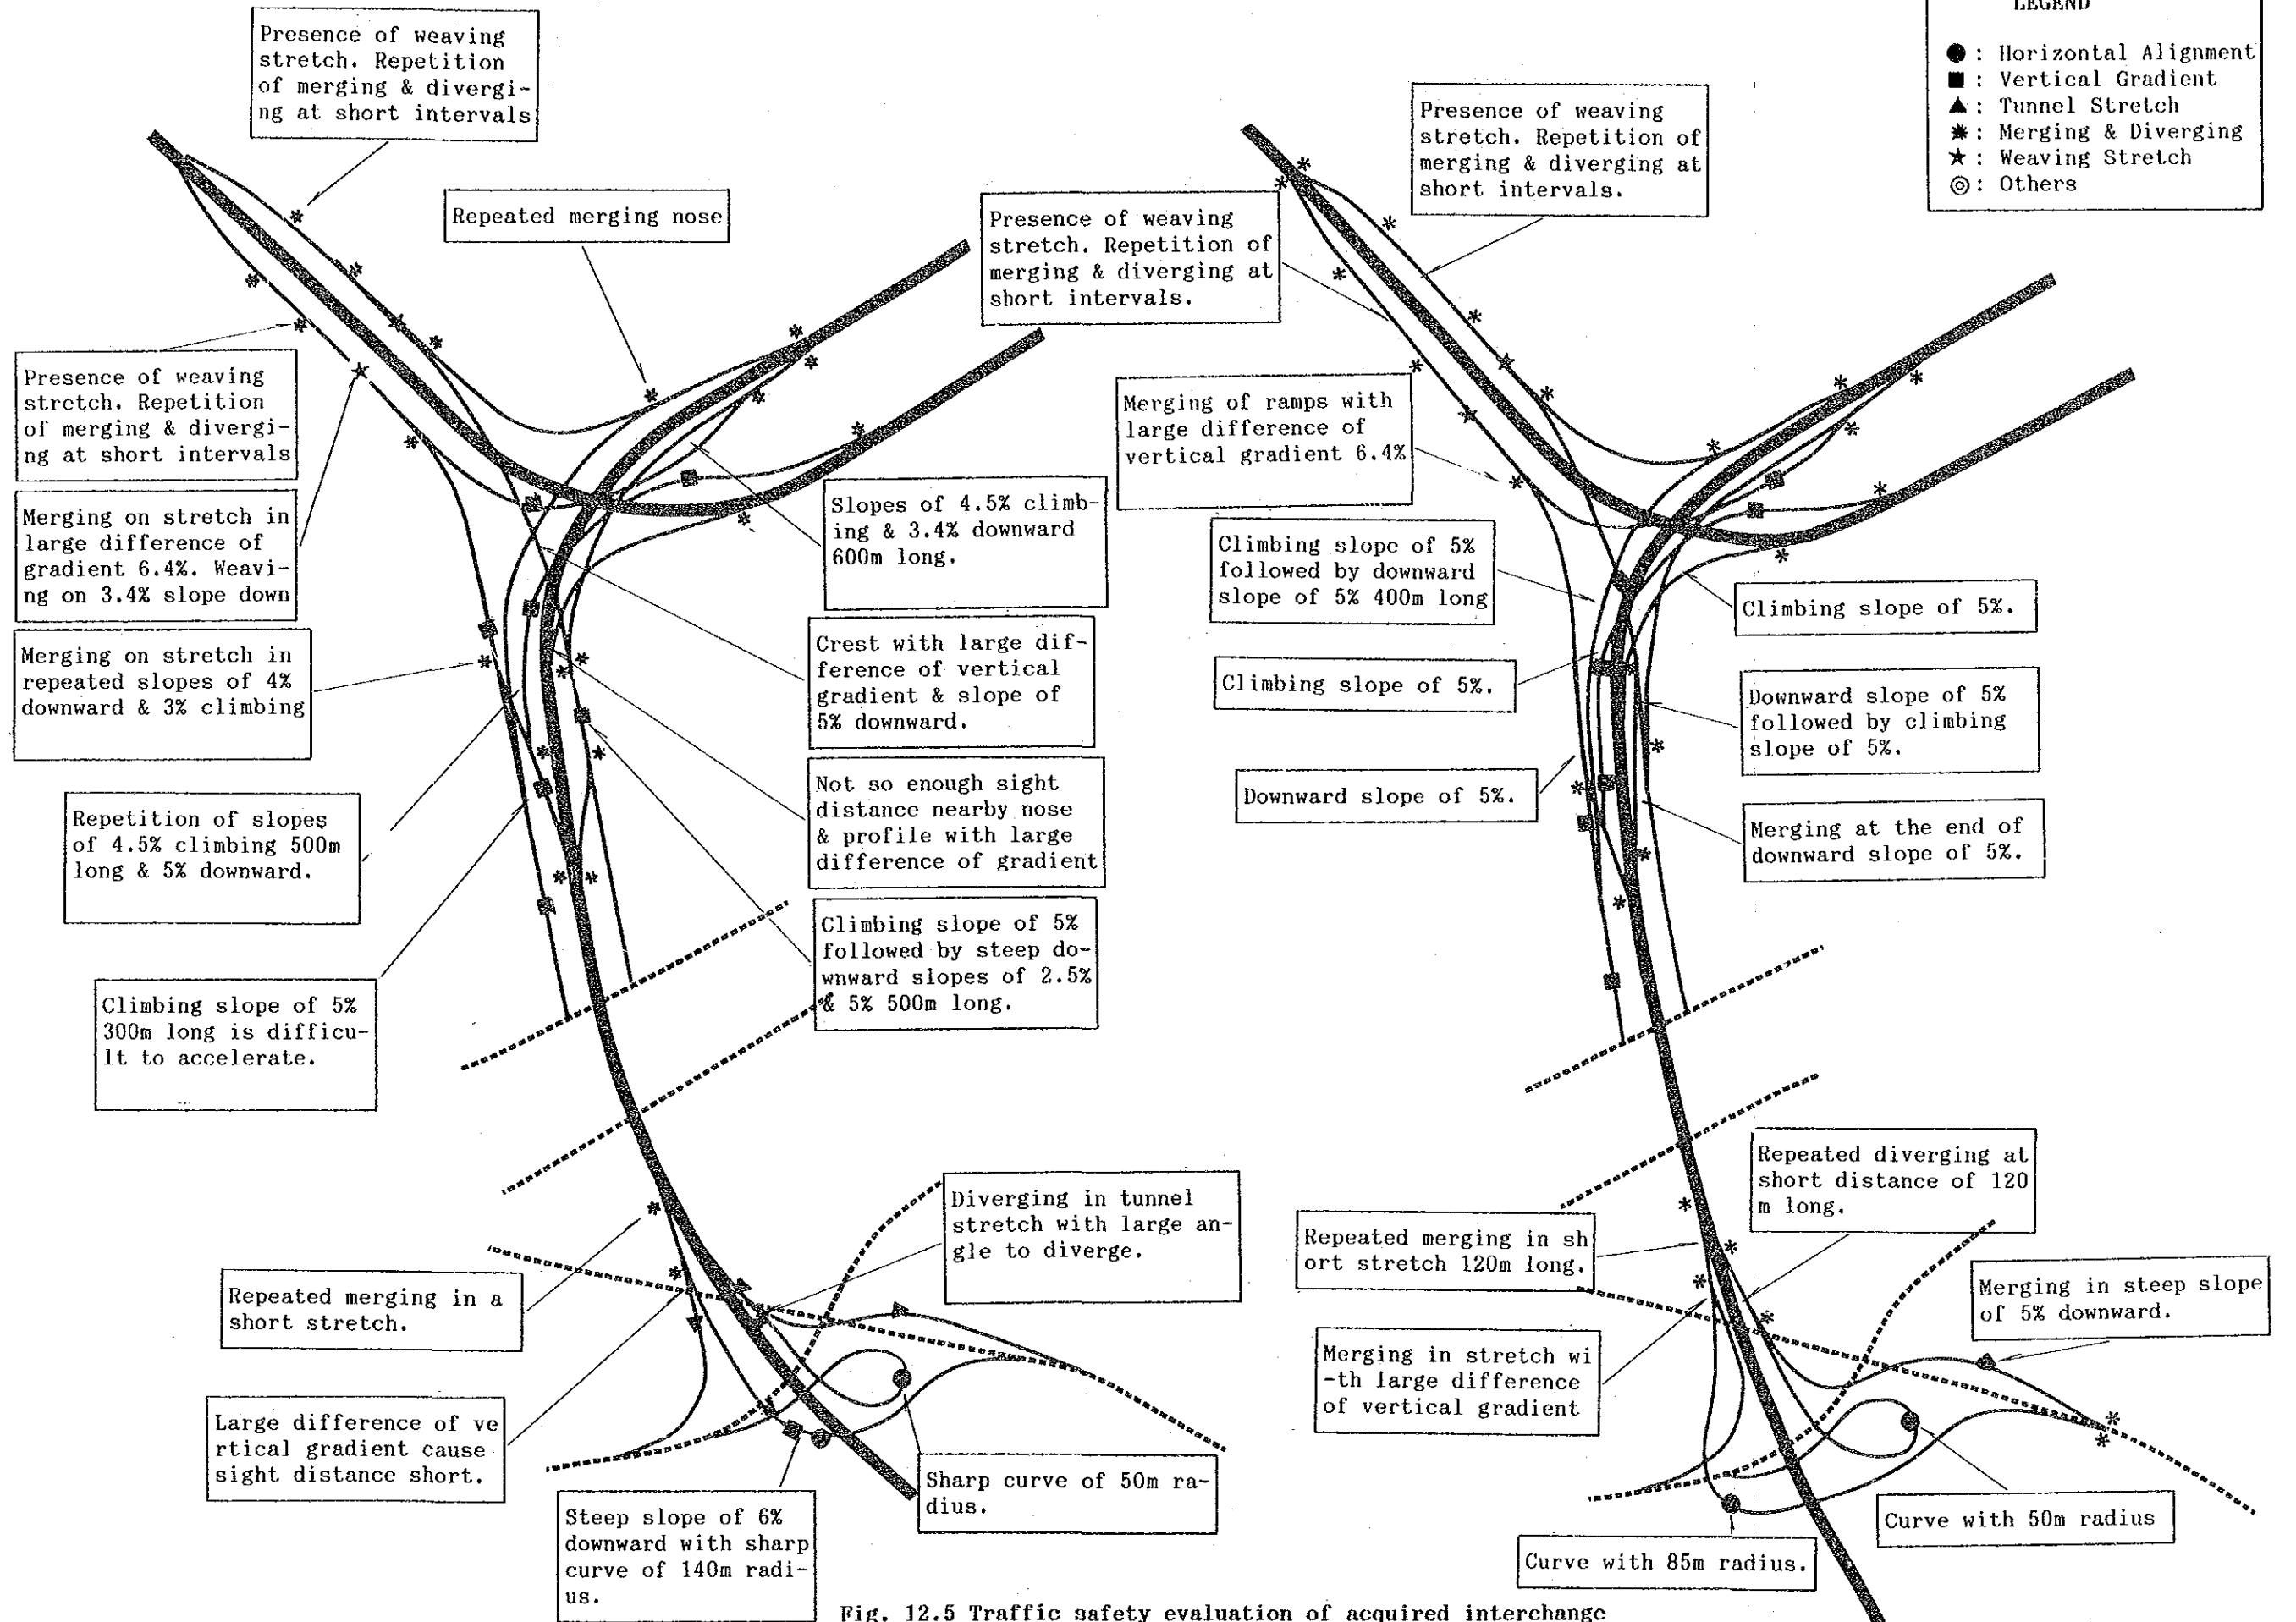 Presence of weaving
stretch. Repetition
of merging & divergi-
ng at short intervals
Repeated merging nose
Presence of weaving
stretch. Repetition
of merging & divergi-
ng at short intervals
Merging on stretch in
large difference of
gradient 6.4%. Weavi-
ng on 3.4% slope down
Merging on stretch in
repeated slopes of 4%
downward & 3% climbing
Repetition of slopes
of 4.5% climbing 500m
long & 5% downward.
Climbing slope of 5%
300m long is difficu-
lt to accelerate.
Slopes of 4.5% climb-
ing & 3.4% downward
600m long.
Crest with large dif-
ference of vertical
gradient & slope of
5% downward.
Not so enough sight
distance nearby nose
& profile with large
difference of gradient
Climbing slope of 5%
followed by steep do-
wnward slopes of 2.5%
& 5% 500m long.
Diverging in tunnel
stretch with large an-
gle to diverge.
Repeated merging in a
short stretch.
Large difference of ve
rtical gradient cause
sight distance short.
Steep slope of 6%
downward with sharp
curve of 140m radi-
us.
Sharp curve of 50m ra-
dius.
LEGEND
● : Horizontal Alignment
■ : Vertical Gradient
▲ : Tunnel Stretch
✱ : Merging & Diverging
★ : Weaving Stretch
◎ : Others
Presence of weaving
stretch. Repetition of
merging & diverging at
short intervals.
Presence of weaving
stretch. Repetition of
merging & diverging at
short intervals.
Merging of ramps with
large difference of
vertical gradient 6.4%
Climbing slope of 5%
followed by downward
slope of 5% 400m long
Climbing slope of 5%.
Climbing slope of 5%.
Downward slope of 5%
followed by climbing
slope of 5%.
Downward slope of 5%.
Merging at the end of
downward slope of 5%.
Repeated diverging at
short distance of 120
m long.
Repeated merging in sh
ort stretch 120m long.
Merging in steep slope
of 5% downward.
Merging in stretch wi
-th large difference
of vertical gradient
Curve with 50m radius
Curve with 85m radius.
Fig. 12.5 Traffic safety evaluation of acquired interchange